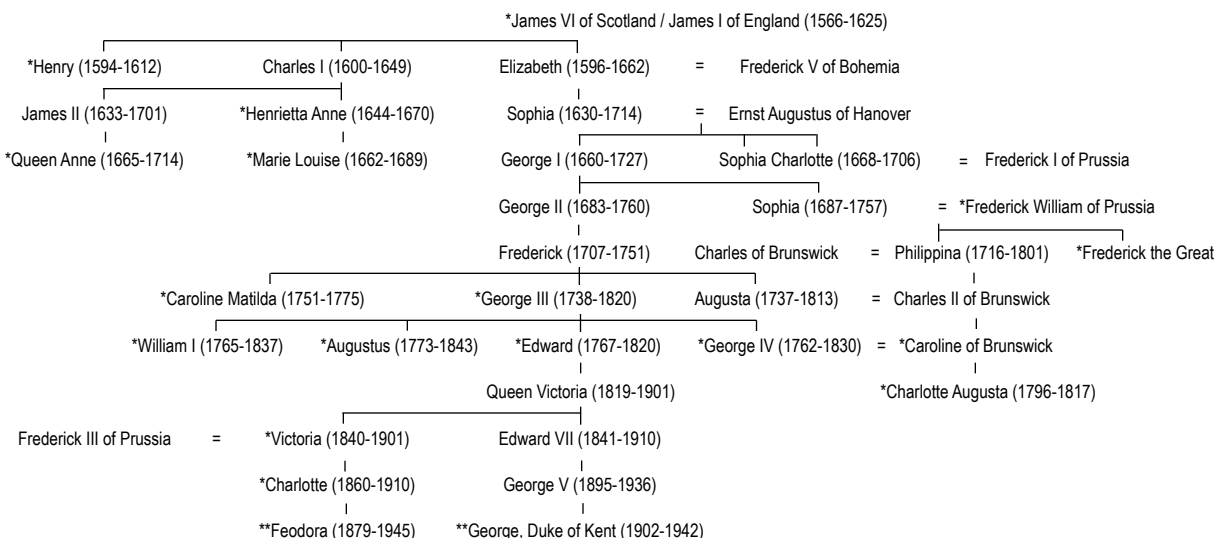 *James VI of Scotland / James I of England (1566-1625)
*Henry (1594-1612) Charles I (1600-1649) Elizabeth (1596-1662) = Frederick V of Bohemia
James II (1633-1701) *Henrietta Anne (1644-1670) Sophia (1630-1714) = Ernst Augustus of Hanover
*Queen Anne (1665-1714) *Marie Louise (1662-1689) George I (1660-1727) Sophia Charlotte (1668-1706) = Frederick I of Prussia
George II (1683-1760) Sophia (1687-1757) = *Frederick William of Prussia
Frederick (1707-1751) Charles of Brunswick = Philippina (1716-1801) *Frederick the Great
*Caroline Matilda (1751-1775) *George III (1738-1820) Augusta (1737-1813) = Charles II of Brunswick
*William I (1765-1837) *Augustus (1773-1843) *Edward (1767-1820) *George IV (1762-1830) = *Caroline of Brunswick
Queen Victoria (1819-1901) *Charlotte Augusta (1796-1817)
Frederick III of Prussia = *Victoria (1840-1901) Edward VII (1841-1910)
*Charlotte (1860-1910) George V (1895-1936)
**Feodora (1879-1945) **George, Duke of Kent (1902-1942)